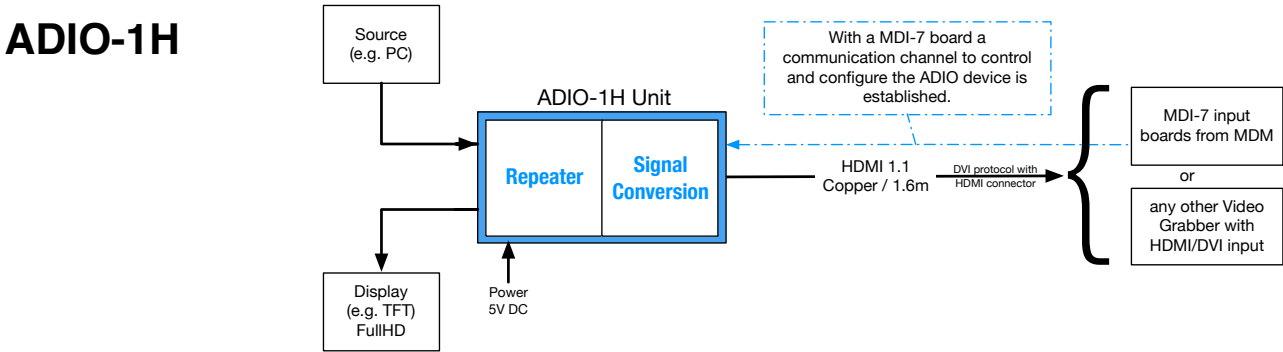 ADIO-1H
Source
(e.g. PC)
With a MDI-7 board a
communication channel to control
and configure the ADIO device is
established.
ADIO-1H Unit
Repeater
Signal
Conversion
HDMI 1.1
Copper / 1.6m
DVI protocol with
HDMI connector
MDI-7 input
boards from MDM
or
any other Video
Grabber with
HDMI/DVI input
Display
(e.g. TFT)
FullHD
Power
5V DC